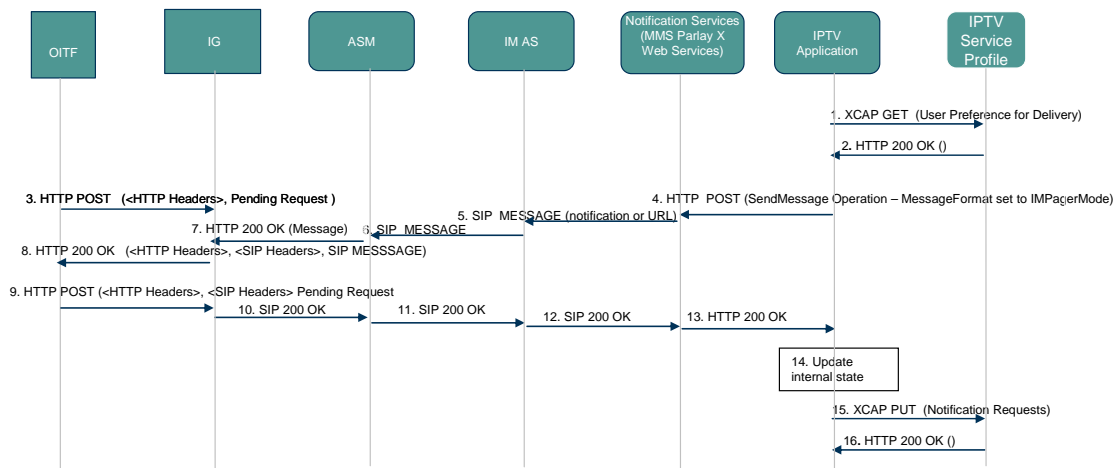 OITF
IG
ASM
IM AS
Notification Services
(MMS Parlay X
Web Services)
IPTV
Application
IPTV
Service
Profile
1. XCAP GET (User Preference for Delivery)
2. HTTP 200 OK ()
3. HTTP POST (<HTTP Headers>, Pending Request )
4. HTTP POST (SendMessage Operation – MessageFormat set to IMPagerMode)
5. SIP MESSAGE (notification or URL)
6. SIP MESSAGE
7. HTTP 200 OK (Message)
8. HTTP 200 OK (<HTTP Headers>, <SIP Headers>, SIP MESSSAGE)
9. HTTP POST (<HTTP Headers>, <SIP Headers> Pending Request
10. SIP 200 OK
11. SIP 200 OK
12. SIP 200 OK
13. HTTP 200 OK
14. Update
internal state
15. XCAP PUT (Notification Requests)
16. HTTP 200 OK ()